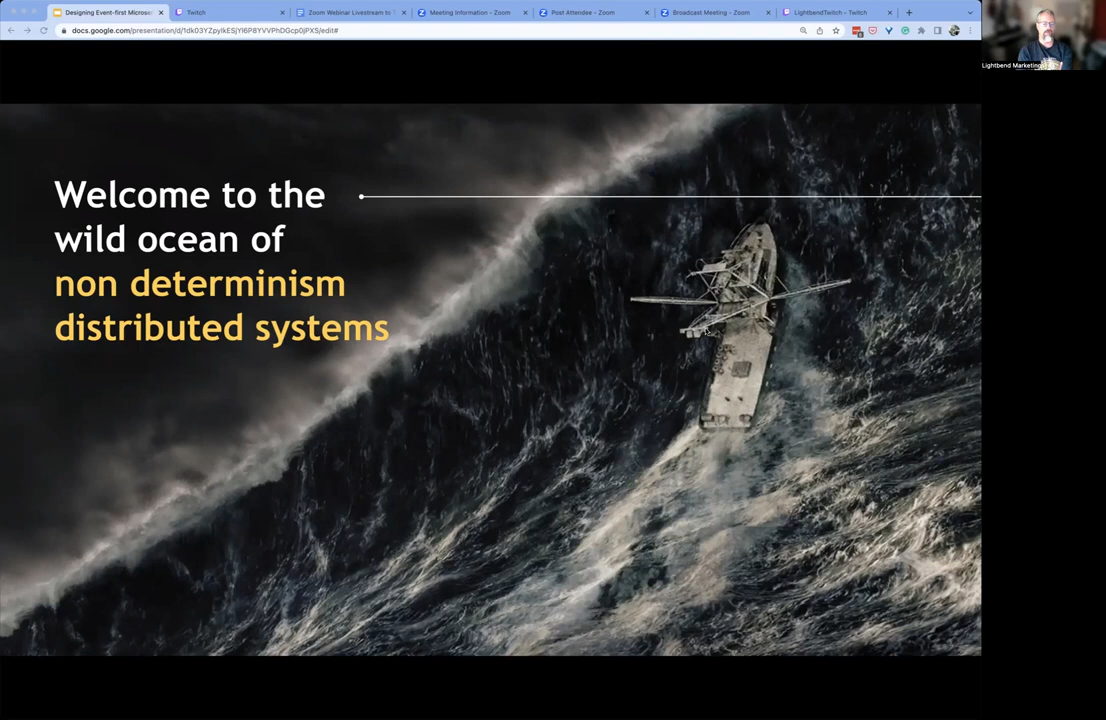 Designing Event-first Microser
Twitch
Zoom Webinar Livestream to T
Meeting Information - Zoom
Post Attendee - Zoom
Broadcast Meeting - Zoom
LightbendTwitch - Twitch
Lightbend Marketing
Welcome to the
wild ocean of
non determinism
distributed systems